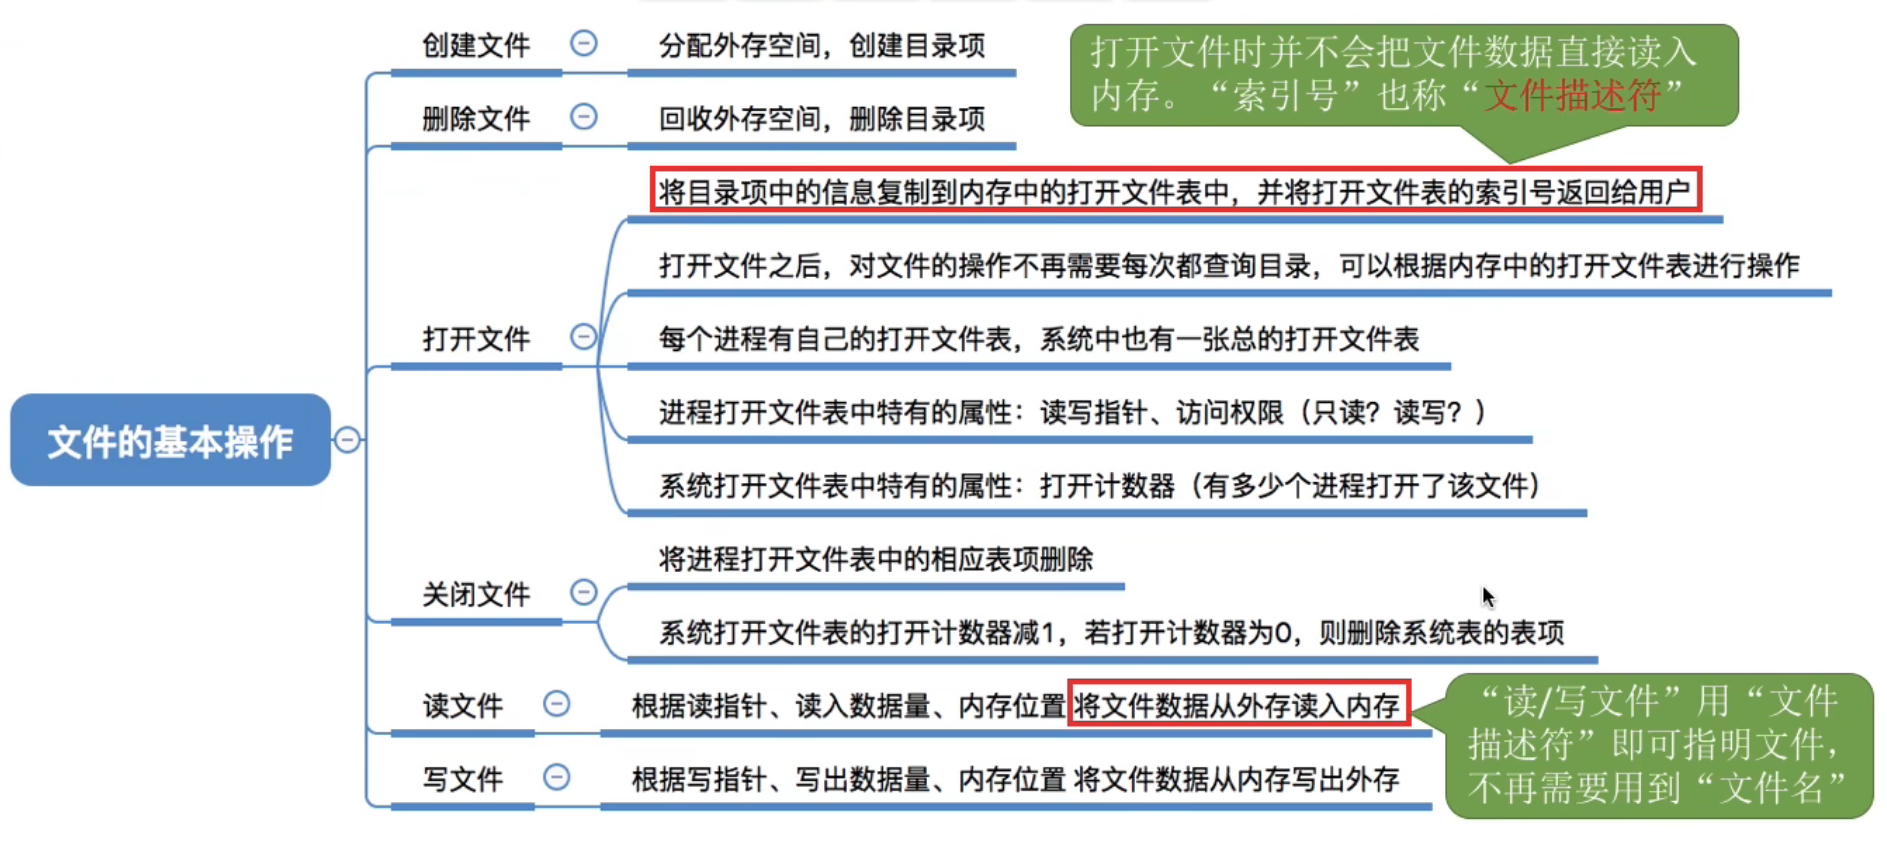 创建文件
分配外存空间，创建目录项
打开文件时并不会把文件数据直接读入
内存。“索引号”也称“文件描述符”
删除文件
回收外存空间，删除目录项
将目录项中的信息复制到内存中的打开文件表中，并将打开文件表的索引号返回给用户
打开文件之后，对文件的操作不再需要每次都查询目录，可以根据内存中的打开文件表进行操作
打开文件
每个进程有自己的打开文件表，系统中也有一张总的打开文件表
进程打开文件表中特有的属性：读写指针、访问权限（只读？读写？）
文件的基本操作
系统打开文件表中特有的属性：打开计数器（有多少个进程打开了该文件）
关闭文件
将进程打开文件表中的相应表项删除
系统打开文件表的打开计数器减1，若打开计数器为0，则删除系统表的表项
读文件
根据读指针、读入数据量、内存位置 将文件数据从外存读入内存
“读/写文件”用“文件
描述符”即可指明文件，
不再需要用到“文件名”
写文件
根据写指针、写出数据量、内存位置 将文件数据从内存写出外存